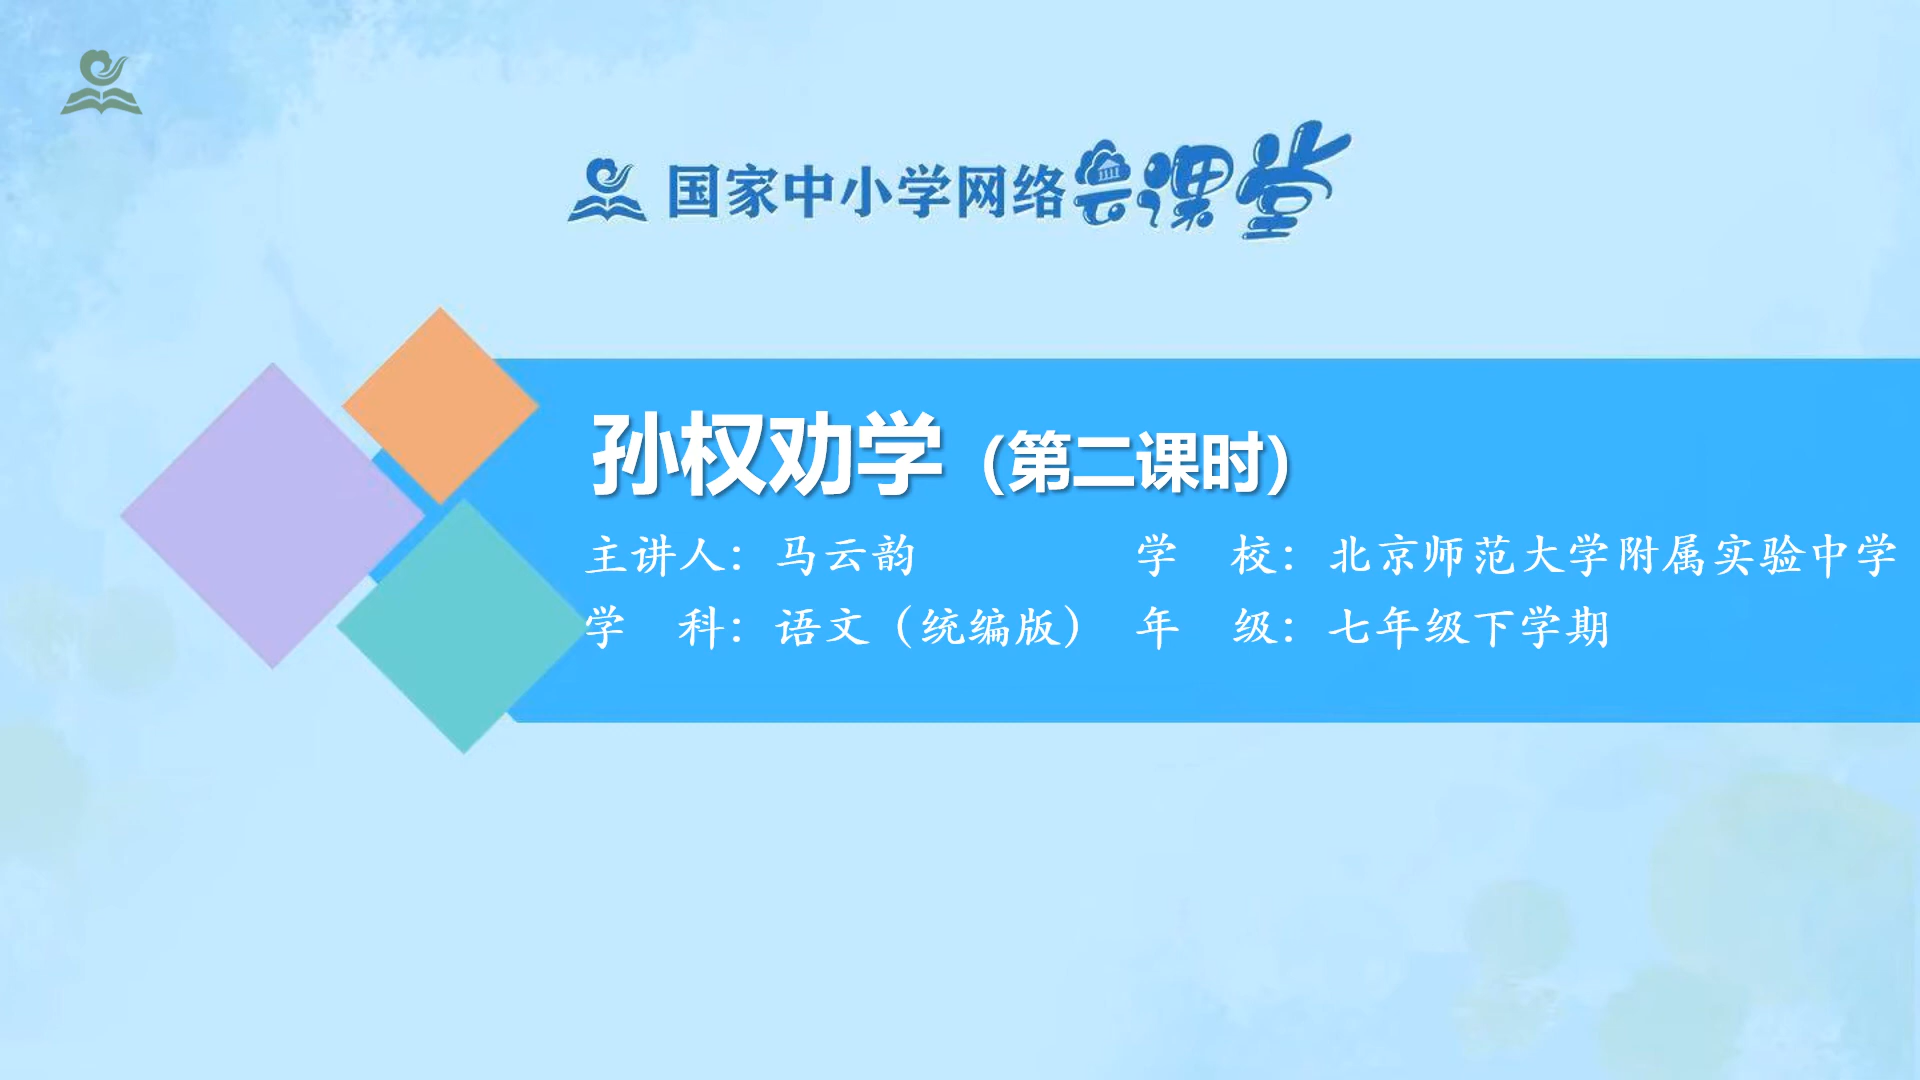 国家中小学网络云课堂
孙权劝学（第二课时）
主讲人：马云韵 学 校：北京师范大学附属实验中学
学 科：语文（统编版） 年 级：七年级下学期